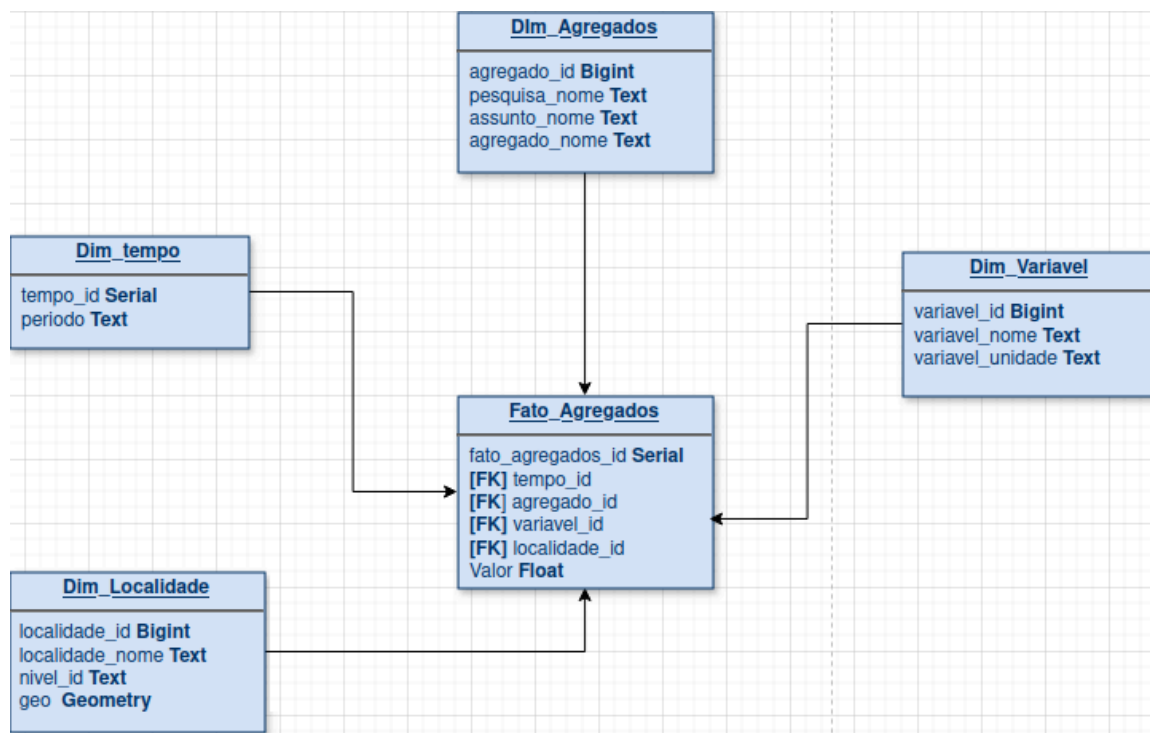 DIm_Agregados
agregado_id Bigint
pesquisa_nome Text
assunto_nome Text
agregado_nome Text
Dim_tempo
tempo_id Serial
periodo Text
Dim_Variavel
variavel_id Bigint
variavel_nome Text
variavel_unidade Text
Fato_Agregados
fato_agregados_id Serial
[FK] tempo_id
[FK] agregado_id
[FK] variavel_id
[FK] localidade_id
Valor Float
Dim_Localidade
localidade_id Bigint
localidade_nome Text
nivel_id Text
geo Geometry